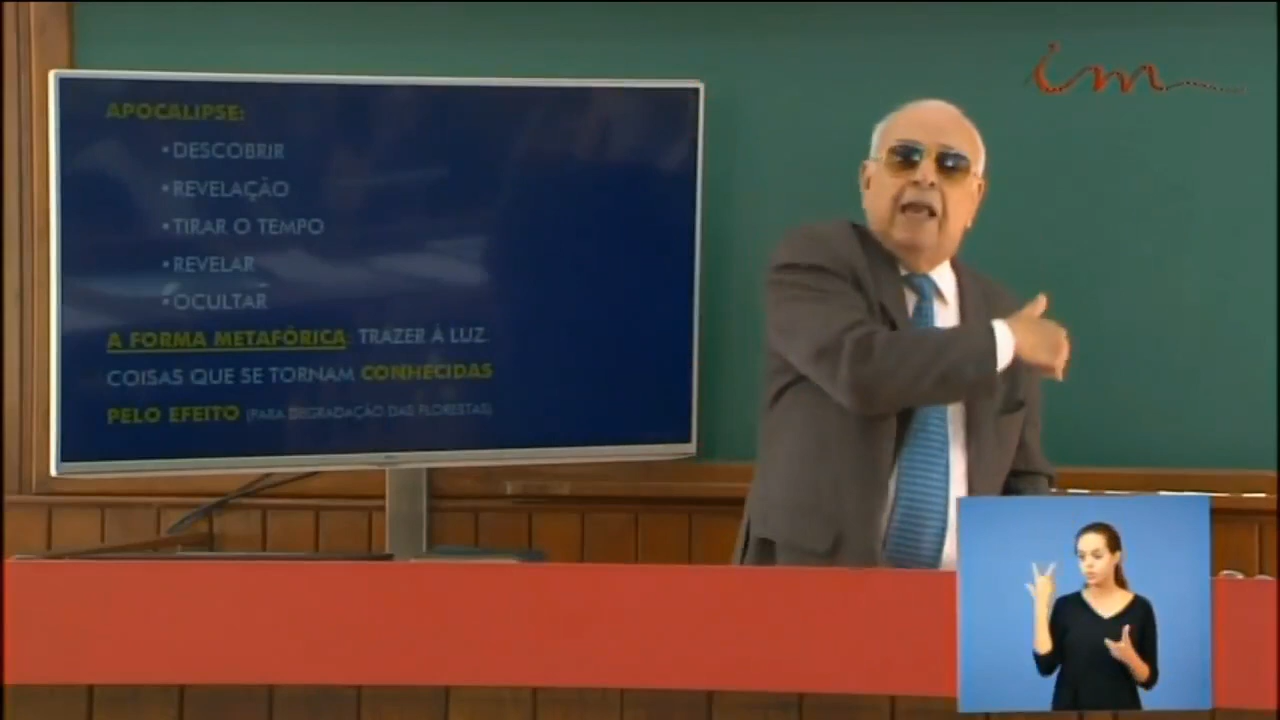 im
APOCALIPSE:
•DESCOBRIR
•REVELAÇÃO
•TIRAR O TEMPO
•REVELAR
•OCULTAR
A FORMA METAFÓRICA: TRAZER À LUZ.
COISAS QUE SE TORNAM CONHECIDAS
PELO EFEITO (PARA DEGRADAÇÃO DAS FLORESTAS)